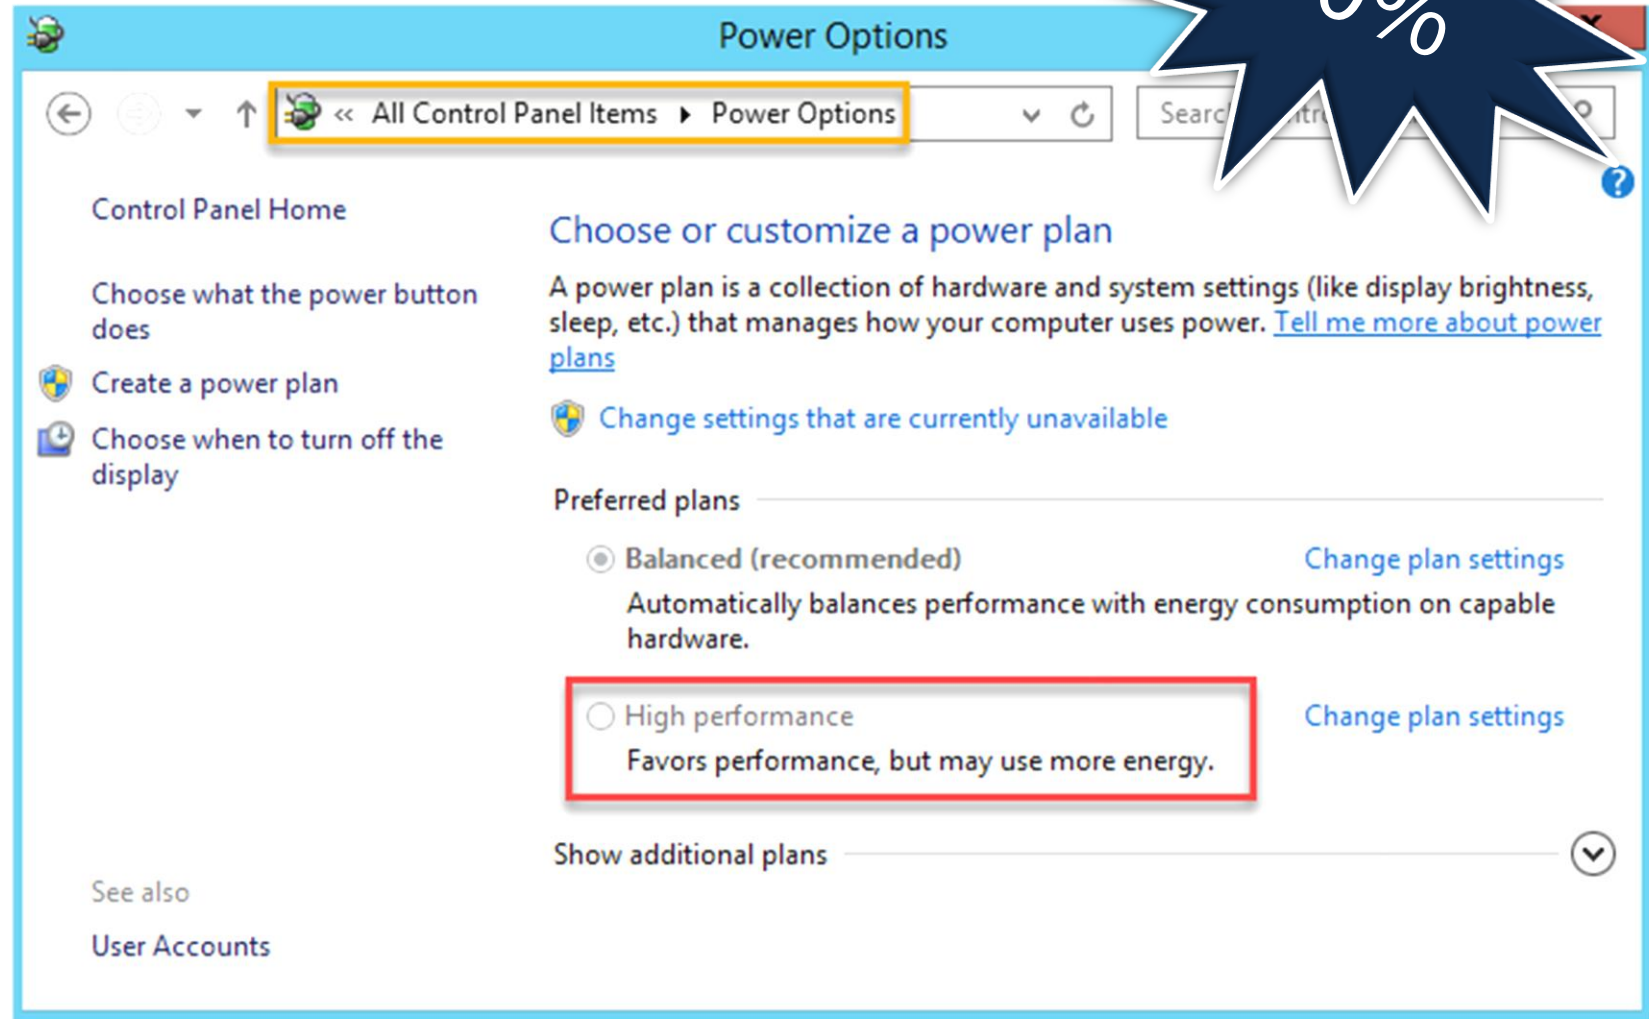 Power Options
« All Control Panel Items ▸ Power Options
Control Panel Home
Choose what the power button
does
Create a power plan
Choose when to turn off the
display
See also
User Accounts
Choose or customize a power plan
A power plan is a collection of hardware and system settings (like display brightness,
sleep, etc.) that manages how your computer uses power. Tell me more about power
plans
Change settings that are currently unavailable
Preferred plans
Balanced (recommended)
Change plan settings
Automatically balances performance with energy consumption on capable
hardware.
High performance
Change plan settings
Favors performance, but may use more energy.
Show additional plans